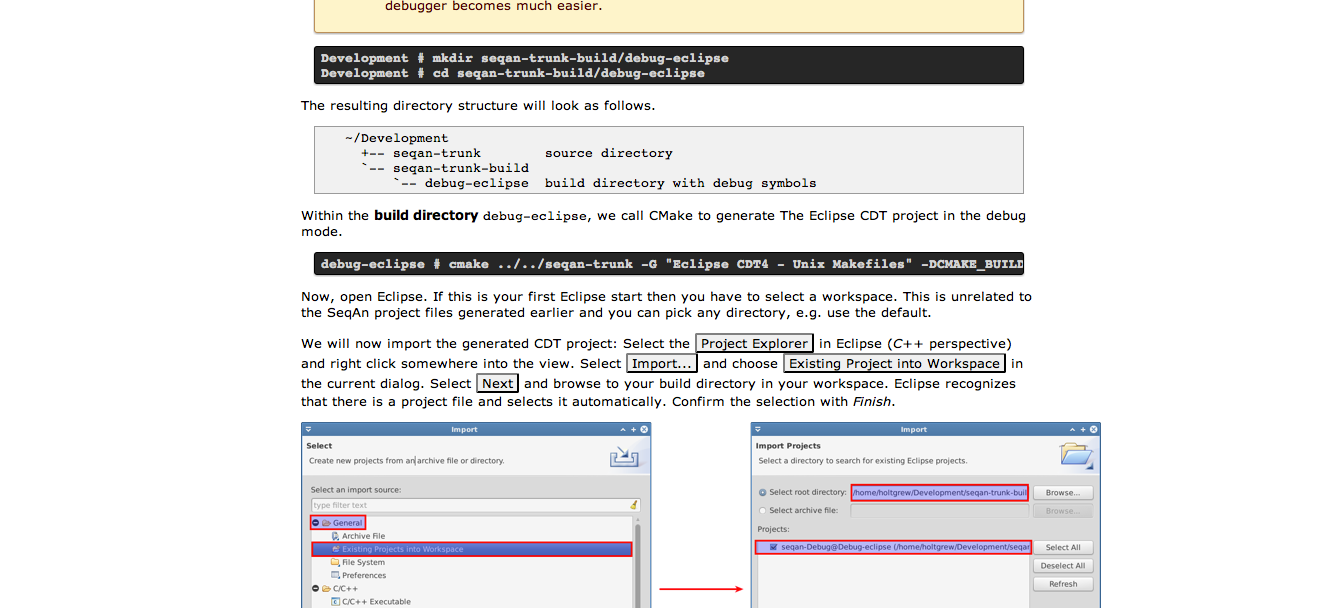 debugger becomes much easier.
Development # mkdir seqan-trunk-build/debug-eclipse
Development # cd seqan-trunk-build/debug-eclipse
The resulting directory structure will look as follows.
~/Development
+-- seqan-trunk source directory
`-- seqan-trunk-build
`-- debug-eclipse build directory with debug symbols
Within the build directory debug-eclipse, we call CMake to generate The Eclipse CDT project in the debug
mode.
debug-eclipse # cmake ../../seqan-trunk -G "Eclipse CDT4 - Unix Makefiles" -DCMAKE_BUILD
Now, open Eclipse. If this is your first Eclipse start then you have to select a workspace. This is unrelated to
the SeqAn project files generated earlier and you can pick any directory, e.g. use the default.
We will now import the generated CDT project: Select the Project Explorer in Eclipse (C++ perspective)
and right click somewhere into the view. Select Import... and choose Existing Project into Workspace in
the current dialog. Select Next and browse to your build directory in your workspace. Eclipse recognizes
that there is a project file and selects it automatically. Confirm the selection with Finish.
Import
Select
Create new projects from an archive file or directory.
Select an import source:
type filter text
General
Archive File
Existing Projects into Workspace
File System
Preferences
C/C++
C/C++ Executable
Import
Import Projects
Select a directory to search for existing Eclipse projects.
Select root directory: /home/holtgrew/Development/seqan-trunk-buil Browse...
Select archive file: Browse...
Projects:
seqan-Debug@Debug-eclipse (/home/holtgrew/Development/seqan Select All
Deselect All
Refresh